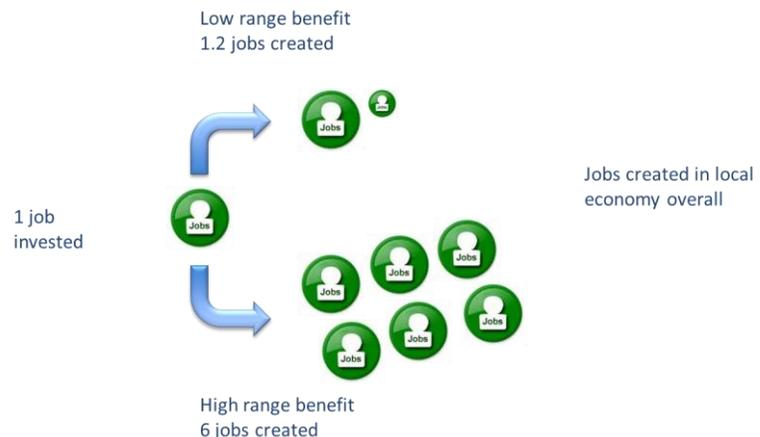 Low range benefit
1.2 jobs created
Jobs
Jobs
Jobs created in local
economy overall
1 job
invested
Jobs
Jobs
Jobs
Jobs
Jobs
Jobs
Jobs
High range benefit
6 jobs created